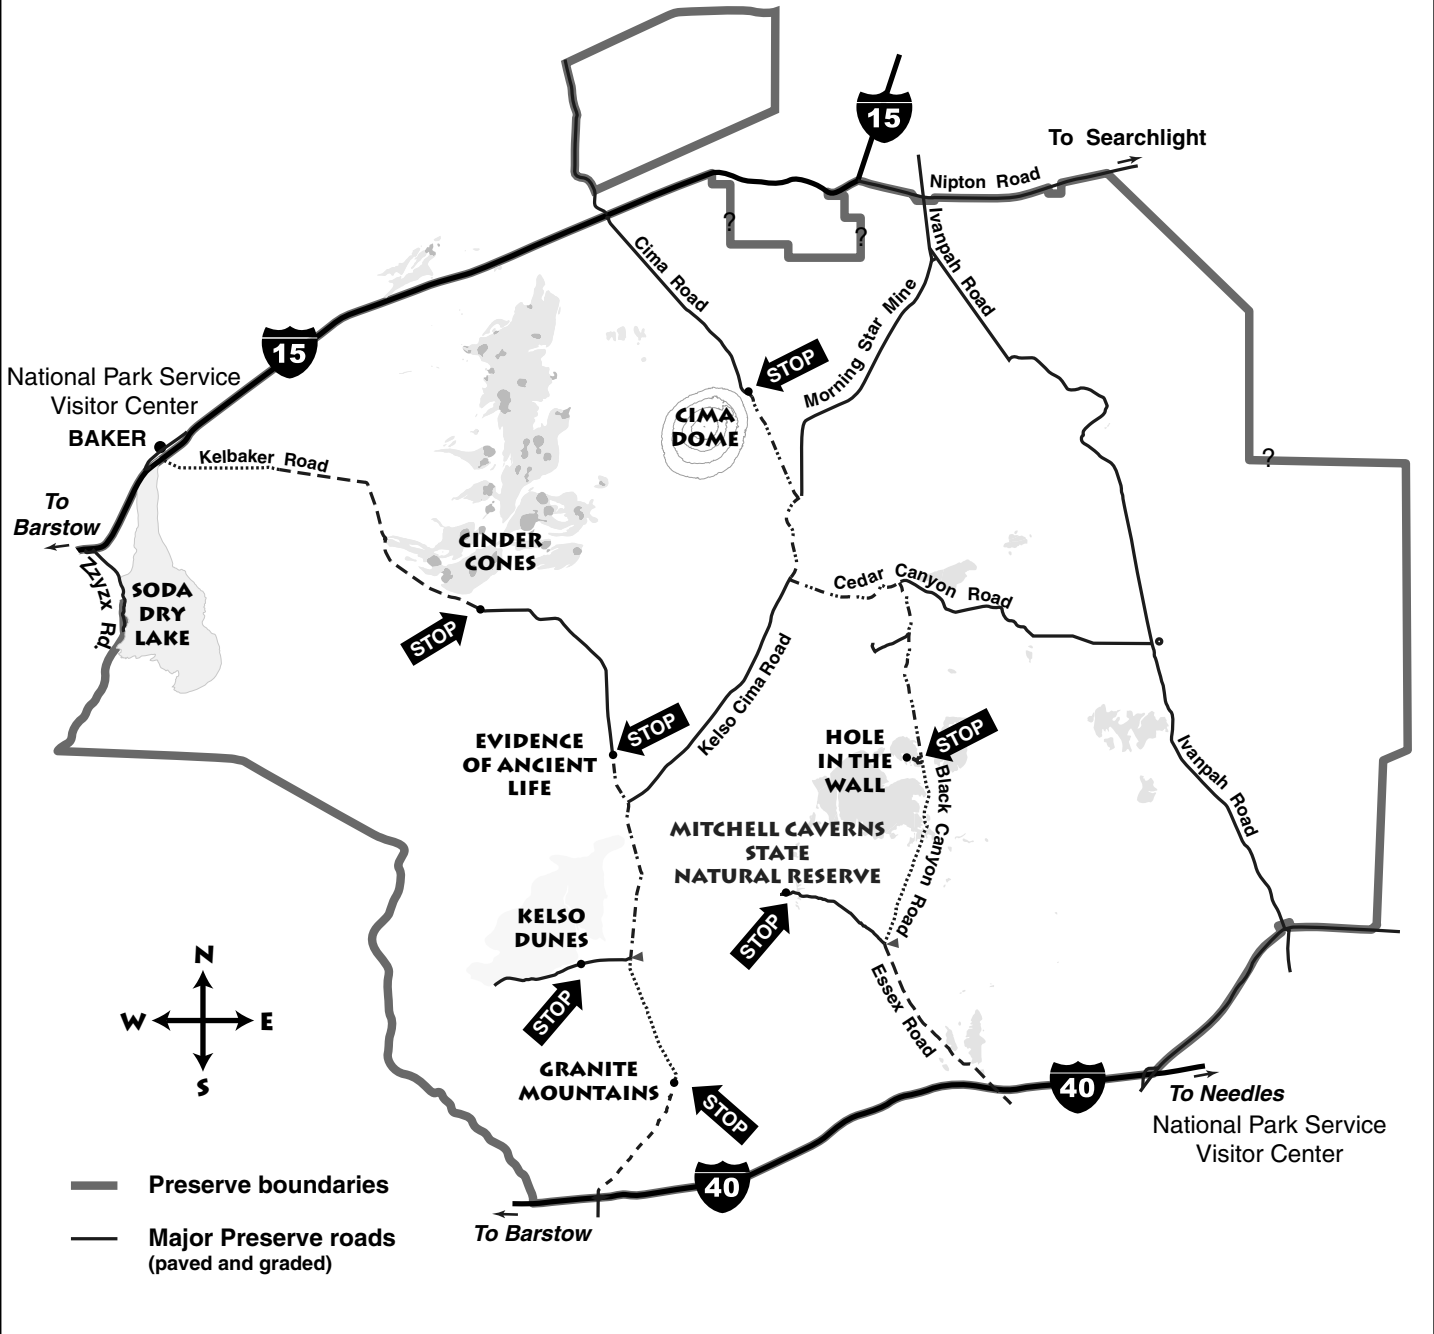 15
To Searchlight
Nipton Road
?
?
Ivanpah Road
Cima Road
Morning Star Mine
STOP
15
National Park Service
Visitor Center
BAKER
CIMA
DOME
Kelbaker Road
?
To
Barstow
CINDER
CONES
Zzyzx Rd.
SODA
DRY
LAKE
Cedar Canyon Road
STOP
Kelso Cima Road
STOP
EVIDENCE
OF ANCIENT
LIFE
HOLE
IN THE
WALL
STOP
Ivanpah Road
Black Canyon Road
MITCHELL CAVERNS
STATE
NATURAL RESERVE
STOP
KELSO
DUNES
STOP
Essex Road
N
W E
S
GRANITE
MOUNTAINS
STOP
40
To Needles
National Park Service
Visitor Center
40
To Barstow
Preserve boundaries
Major Preserve roads
(paved and graded)